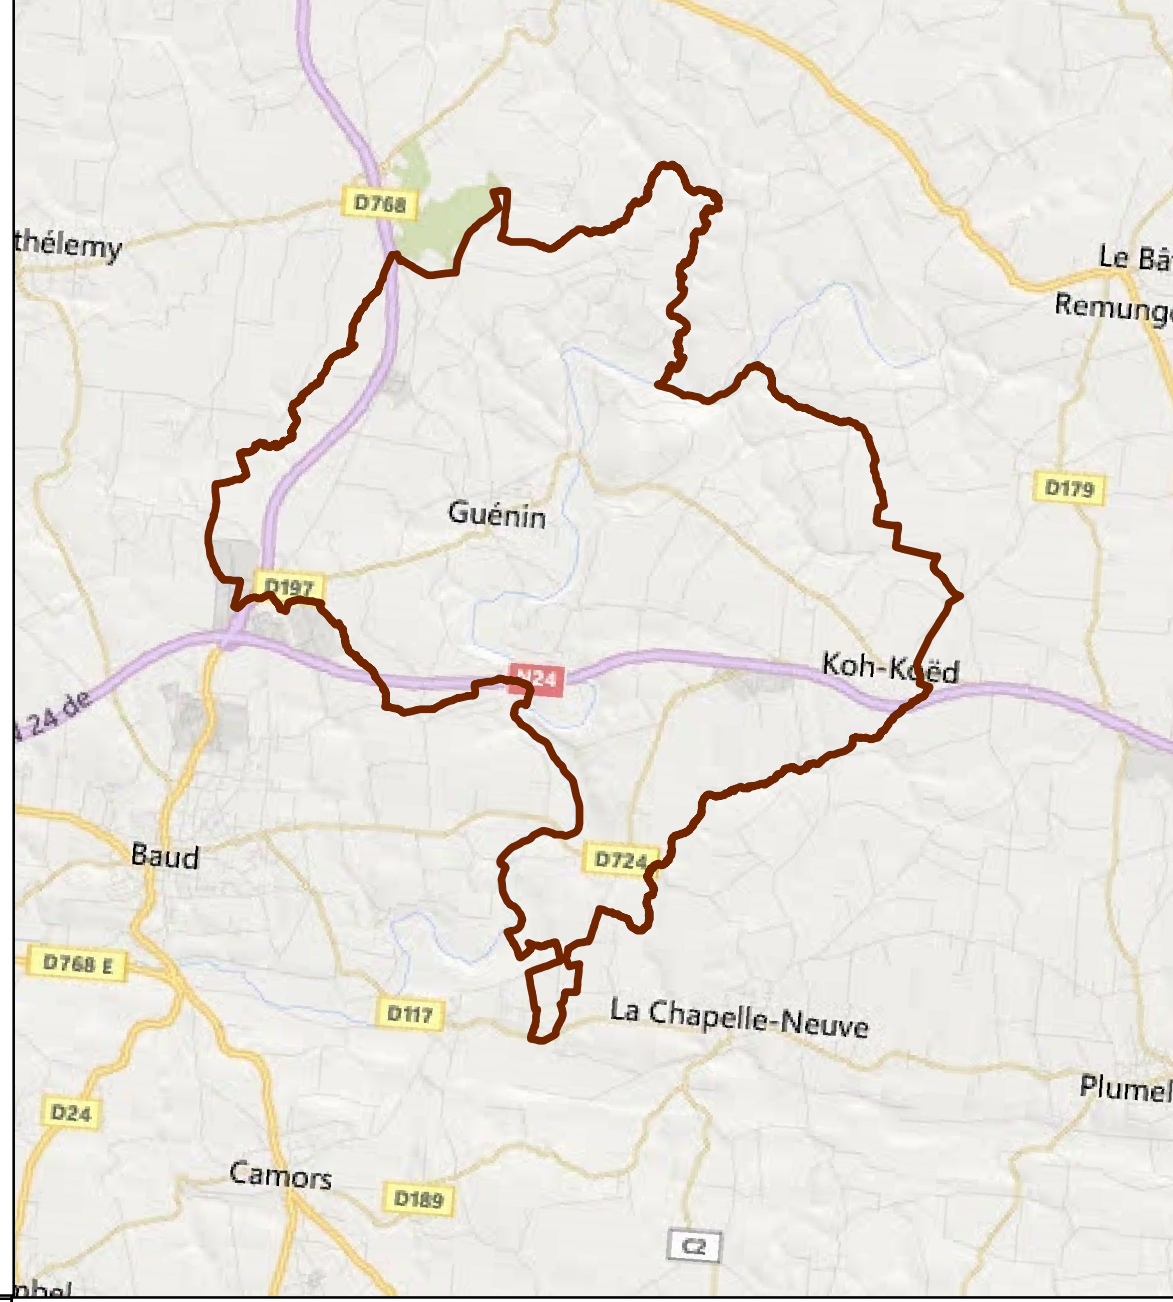 D768
thélemy
Le Bâ
Remung
D179
Guénin
D197
Koh-Koëd
N24
N 24 de
Baud
D724
D768 E
D117
La Chapelle-Neuve
Plumel
D24
Camors
D189
C2
phel